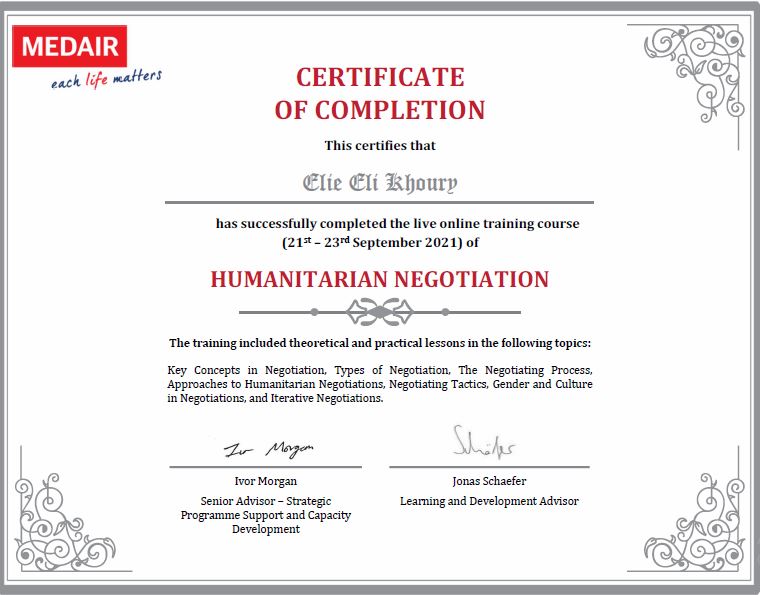 MEDAIR
each life matters
CERTIFICATE
OF COMPLETION
This certifies that
Elie Eli Khoury
has successfully completed the live online training course
(21st – 23rd September 2021) of
HUMANITARIAN NEGOTIATION
The training included theoretical and practical lessons in the following topics:
Key Concepts in Negotiation, Types of Negotiation, The Negotiating Process,
Approaches to Humanitarian Negotiations, Negotiating Tactics, Gender and Culture
in Negotiations, and Iterative Negotiations.
Ivor Morgan
Schäfer
Ivor Morgan
Jonas Schaefer
Senior Advisor – Strategic
Programme Support and Capacity
Development
Learning and Development Advisor